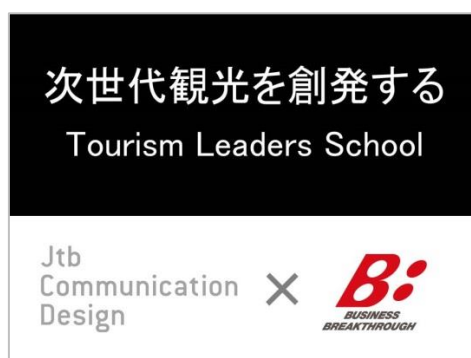 次世代観光を創発する
Tourism Leaders School
Jtb
Communication
Design
×
B:
BUSINESS
BREAKTHROUGH